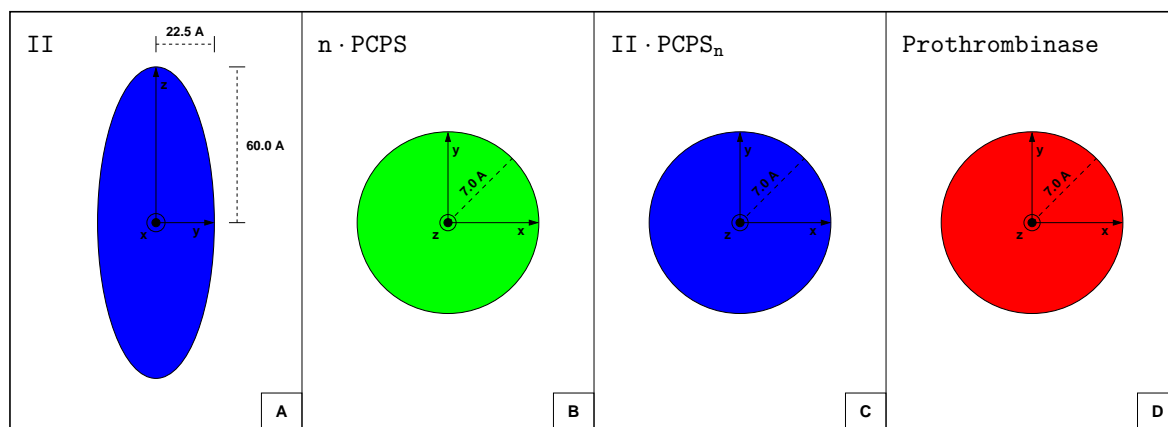 II
22.5 A
z
60.0 A
x
y
A
n · PCPS
y
7.0 A
z
x
B
II · PCPSₙ
y
7.0 A
z
x
C
Prothrombinase
y
7.0 A
z
x
D